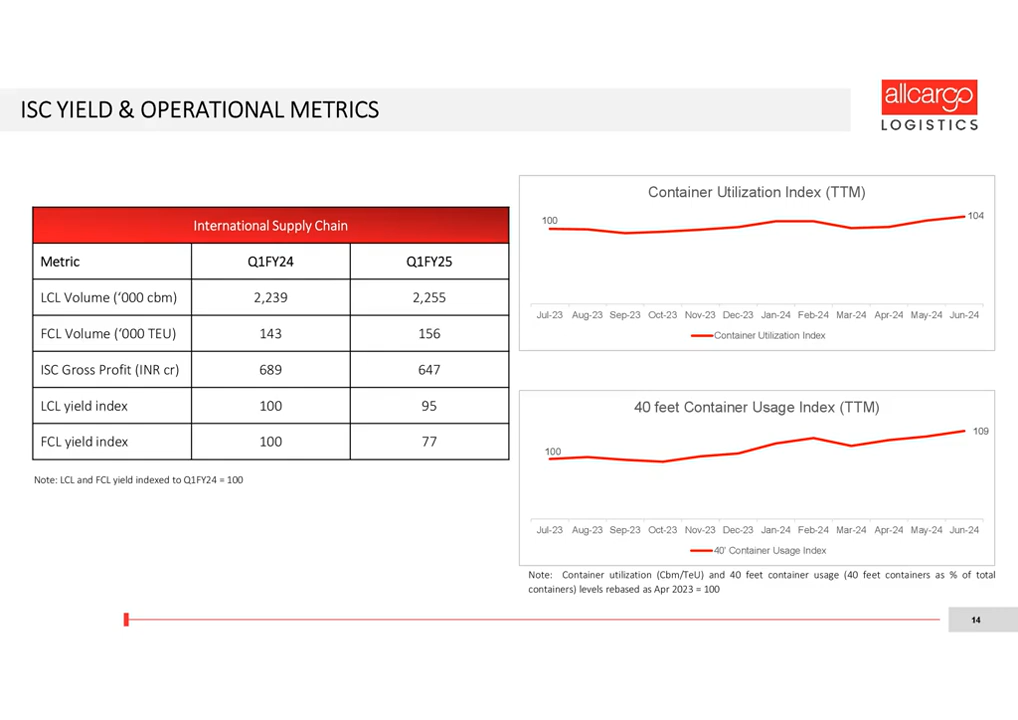 ISC YIELD & OPERATIONAL METRICS
allcargo
LOGISTICS
International Supply Chain
Metric Q1FY24 Q1FY25
LCL Volume (‘000 cbm) 2,239 2,255
FCL Volume (‘000 TEU) 143 156
ISC Gross Profit (INR cr) 689 647
LCL yield index 100 95
FCL yield index 100 77
Note: LCL and FCL yield indexed to Q1FY24 = 100
Container Utilization Index (TTM)
100
104
Jul-23 Aug-23 Sep-23 Oct-23 Nov-23 Dec-23 Jan-24 Feb-24 Mar-24 Apr-24 May-24 Jun-24
Container Utilization Index
40 feet Container Usage Index (TTM)
100
109
Jul-23 Aug-23 Sep-23 Oct-23 Nov-23 Dec-23 Jan-24 Feb-24 Mar-24 Apr-24 May-24 Jun-24
40' Container Usage Index
Note: Container utilization (Cbm/TeU) and 40 feet container usage (40 feet containers as % of total
containers) levels rebased as Apr 2023 = 100
14